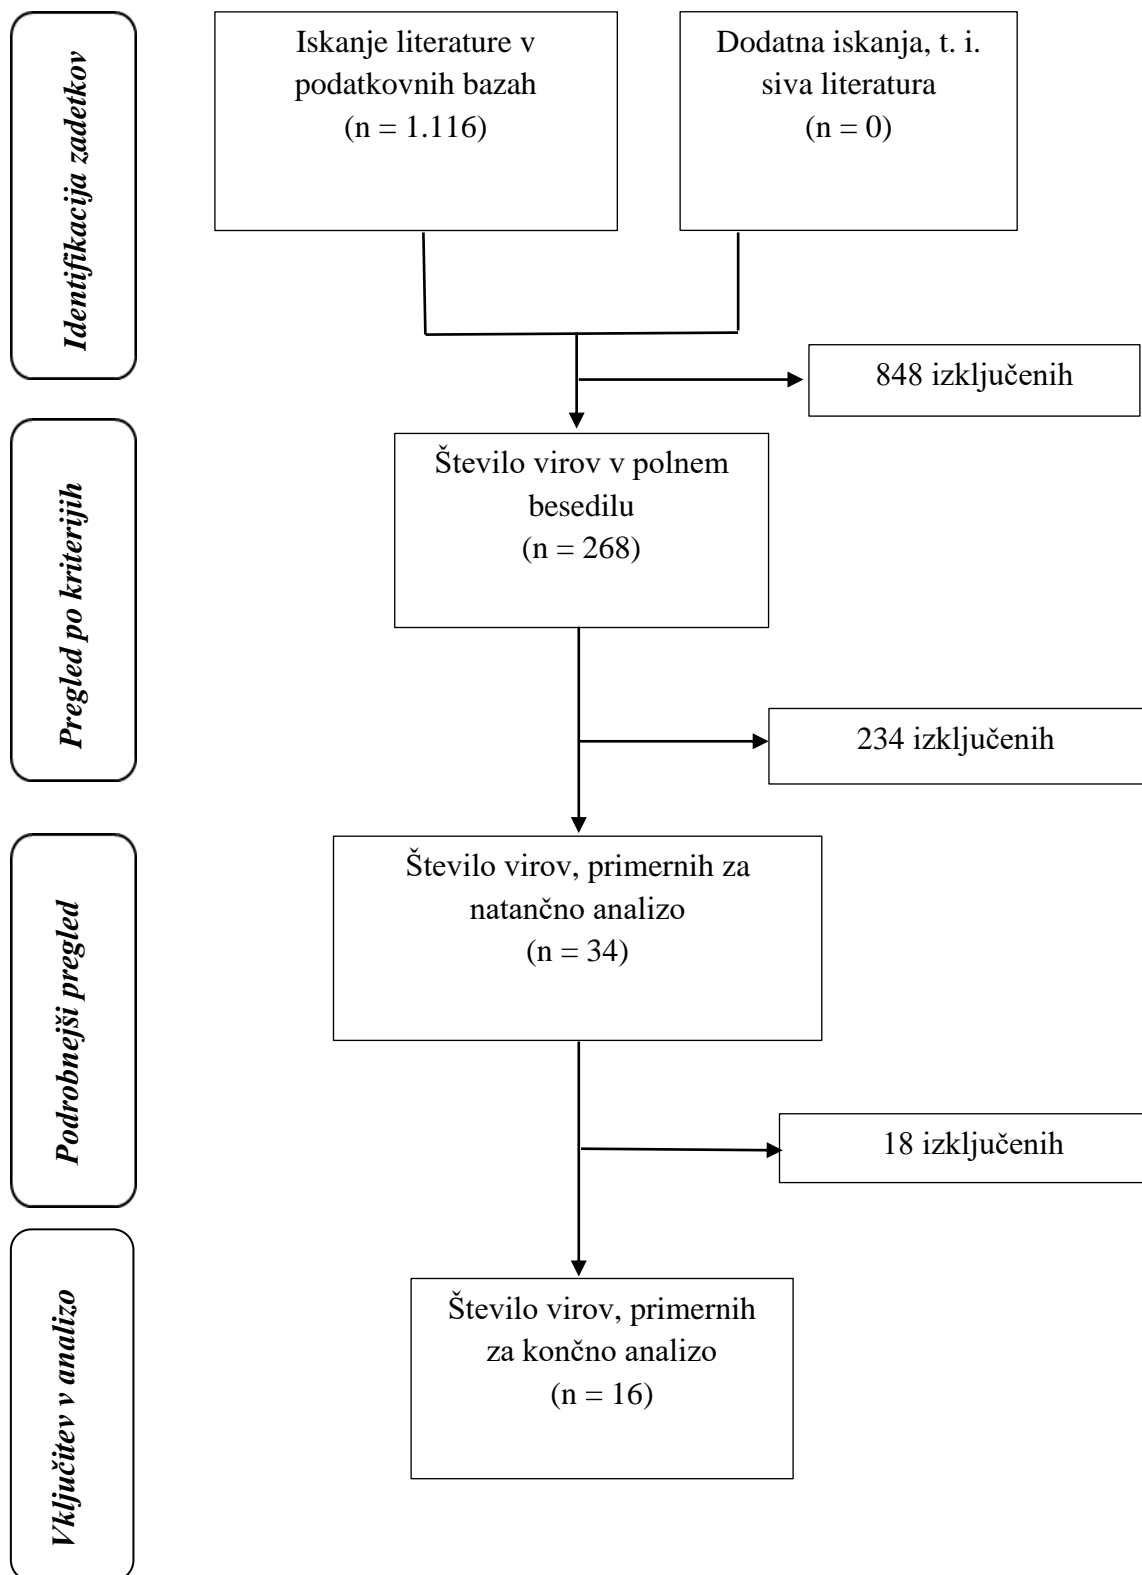 Identifikacija zadetkov
Iskanje literature v
podatkovnih bazah
(n = 1.116)
Dodatna iskanja, t. i.
siva literatura
(n = 0)
848 izključenih
Pregled po kriterijih
Število virov v polnem
besedilu
(n = 268)
234 izključenih
Podrobnejši pregled
Število virov, primernih za
natančno analizo
(n = 34)
18 izključenih
Vključitev v analizo
Število virov, primernih
za končno analizo
(n = 16)